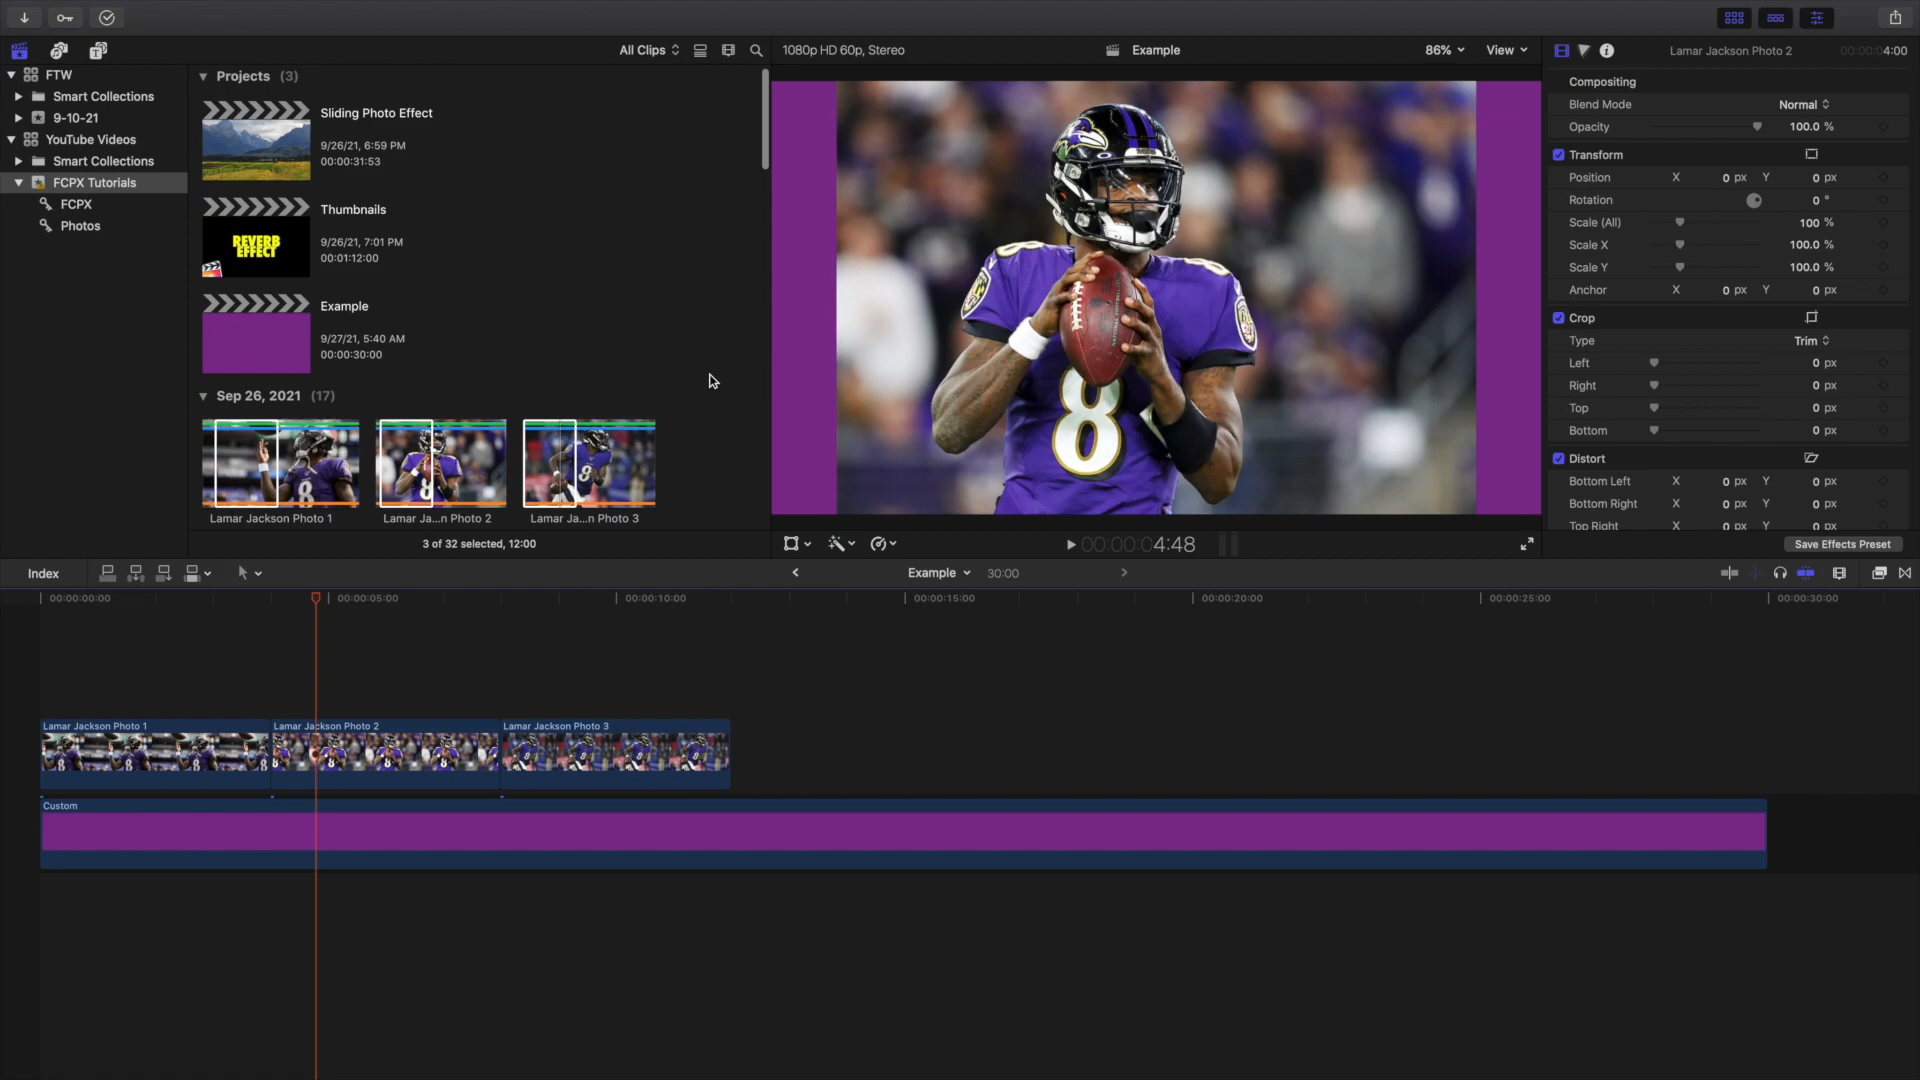 All Clips
1080p HD 60p, Stereo
Example
86%
View
Lamar Jackson Photo 2
00:00:04:00
FTW
Smart Collections
9-10-21
YouTube Videos
Smart Collections
FCPX Tutorials
FCPX
Photos
Projects (3)
Sliding Photo Effect
9/26/21, 6:59 PM
00:00:31:53
REVERB
EFFECT
Thumbnails
9/26/21, 7:01 PM
00:01:12:00
Example
9/27/21, 5:40 AM
00:00:30:00
Sep 26, 2021 (17)
Lamar Jackson Photo 1
Lamar Ja...n Photo 2
Lamar Ja...n Photo 3
3 of 32 selected, 12:00
8
00:00:04:48
Compositing
Blend Mode Normal
Opacity 100.0 %
Transform
Position X 0 px Y 0 px
Rotation 0 °
Scale (All) 100 %
Scale X 100.0 %
Scale Y 100.0 %
Anchor X 0 px Y 0 px
Crop
Type Trim
Left 0 px
Right 0 px
Top 0 px
Bottom 0 px
Distort
Bottom Left X 0 px Y 0 px
Bottom Right X 0 px Y 0 px
Top Right X 0 px Y 0 px
Save Effects Preset
Index
Example 30:00
00:00:00:00 00:00:05:00 00:00:10:00 00:00:15:00 00:00:20:00 00:00:25:00 00:00:30:00
Lamar Jackson Photo 1
Lamar Jackson Photo 2
Lamar Jackson Photo 3
Custom